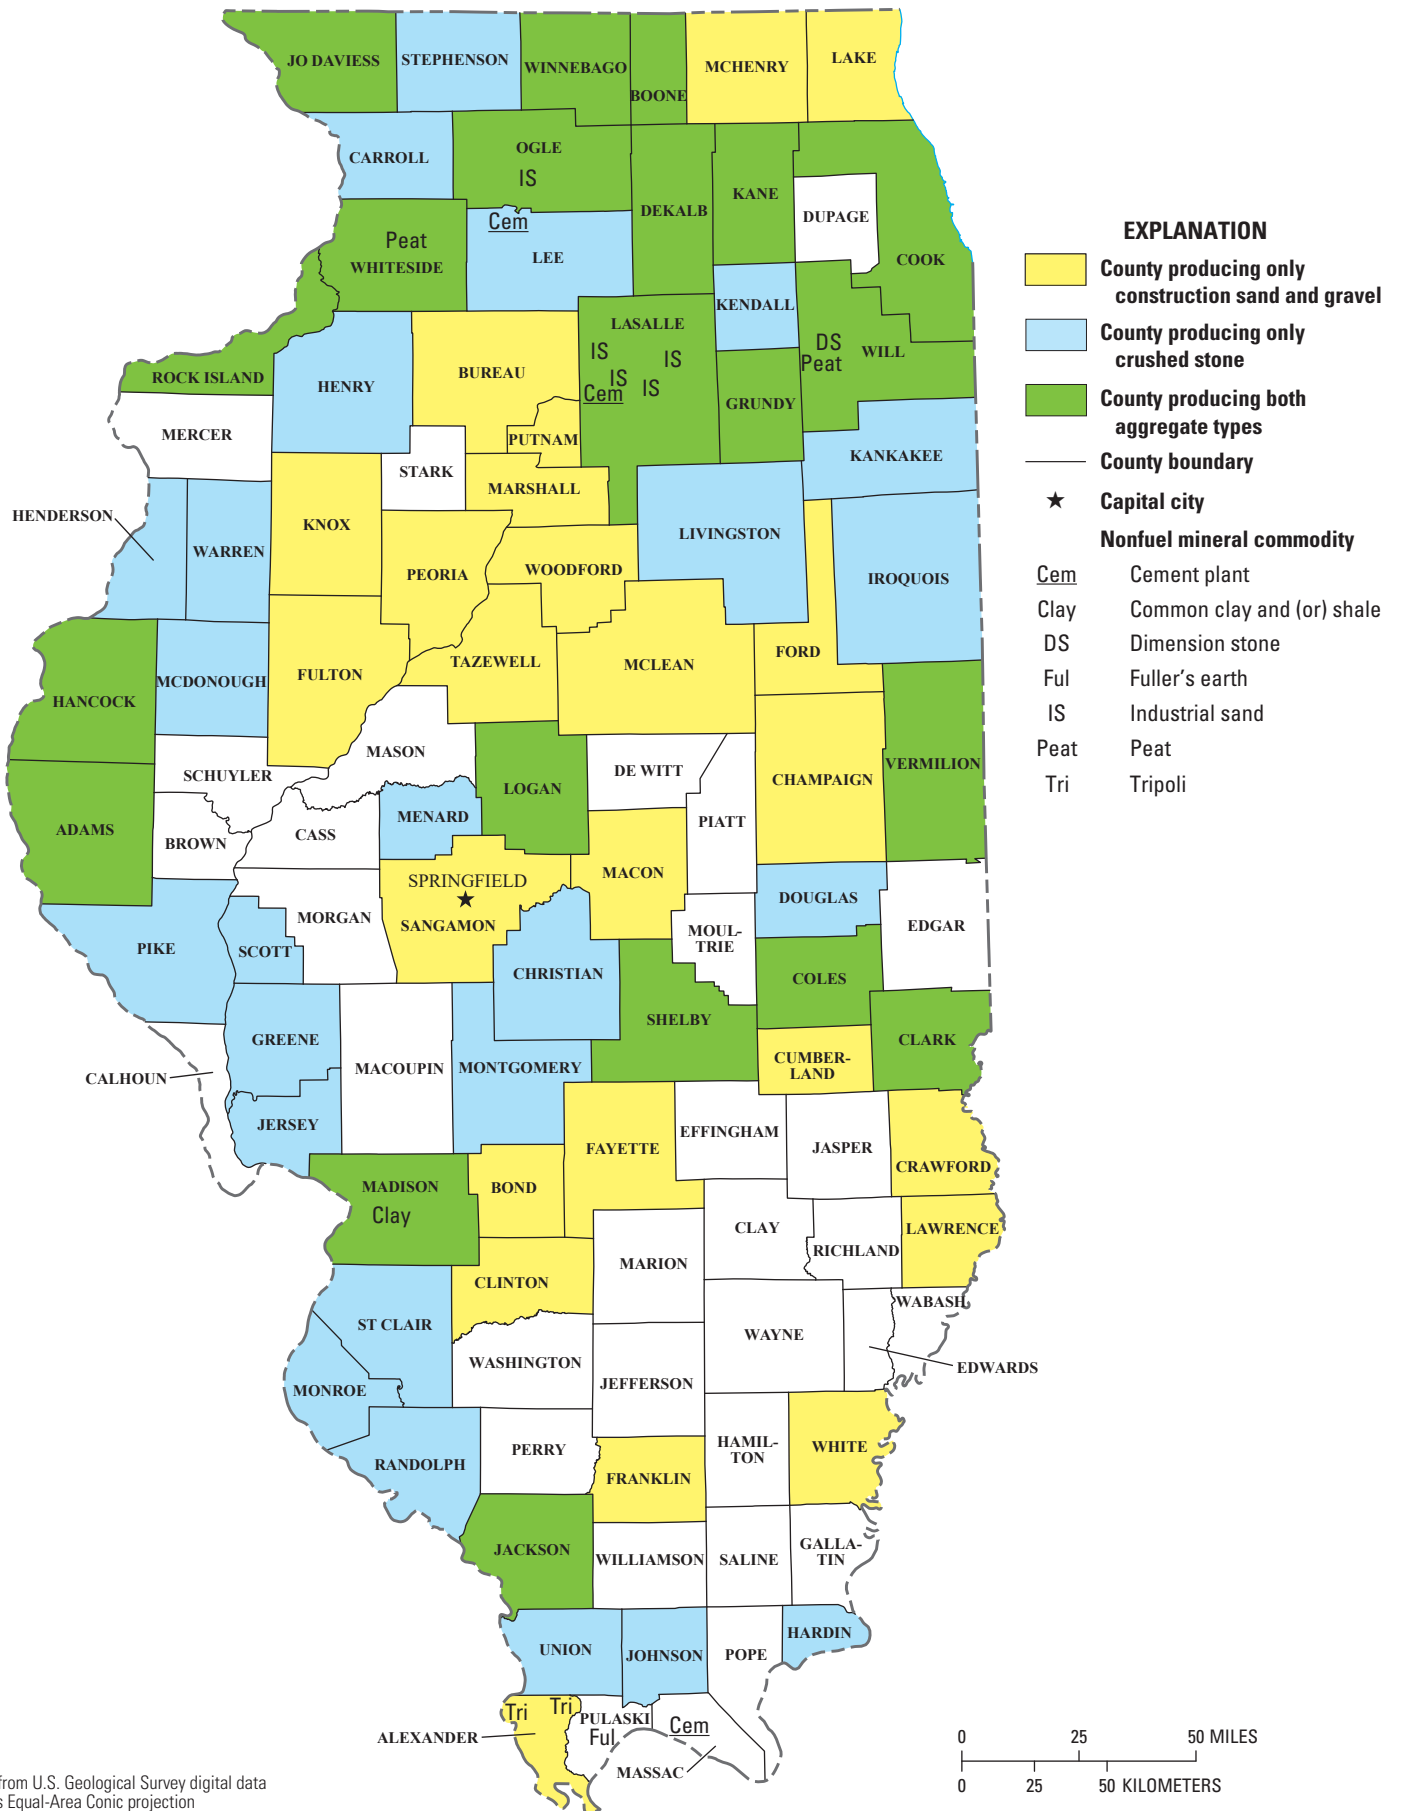 JO DAVIESS
STEPHENSON
WINNEBAGO
BOONE
MCHENRY
LAKE
CARROLL
OGLE
IS
DEKALB
KANE
DUPAGE
COOK
Peat
WHITESIDE
Cem
LEE
KENDALL
LASALLE
IS
IS
IS
IS
Cem
DS
Peat
WILL
GRUNDY
ROCK ISLAND
HENRY
BUREAU
PUTNAM
MERCER
STARK
MARSHALL
KANKAKEE
HENDERSON
WARREN
KNOX
PEORIA
WOODFORD
LIVINGSTON
IROQUOIS
FORD
HANCOCK
MCDONOUGH
FULTON
TAZEWELL
MCLEAN
VERMILION
CHAMPAIGN
MASON
SCHUYLER
LOGAN
DE WITT
PIATT
ADAMS
BROWN
CASS
MENARD
MACON
SPRINGFIELD
SANGAMON
DOUGLAS
EDGAR
PIKE
SCOTT
MORGAN
CHRISTIAN
MOUL-
TRIE
COLES
SHELBY
CLARK
GREENE
MACOUPIN
MONTGOMERY
CUMBER-
LAND
CALHOUN
JERSEY
FAYETTE
EFFINGHAM
JASPER
CRAWFORD
MADISON
Clay
BOND
CLAY
RICHLAND
LAWRENCE
CLINTON
MARION
WABASH
ST CLAIR
WAYNE
EDWARDS
WASHINGTON
JEFFERSON
MONROE
RANDOLPH
PERRY
HAMIL-
TON
WHITE
FRANKLIN
JACKSON
WILLIAMSON
SALINE
GALLA-
TIN
UNION
JOHNSON
POPE
HARDIN
Tri
Tri
PULASKI
Ful
Cem
ALEXANDER
MASSAC
EXPLANATION
County producing only
construction sand and gravel
County producing only
crushed stone
County producing both
aggregate types
County boundary
Capital city
Nonfuel mineral commodity
Cem Cement plant
Clay Common clay and (or) shale
DS Dimension stone
Ful Fuller's earth
IS Industrial sand
Peat Peat
Tri Tripoli
0 25 50 MILES
0 25 50 KILOMETERS
from U.S. Geological Survey digital data
s Equal-Area Conic projection